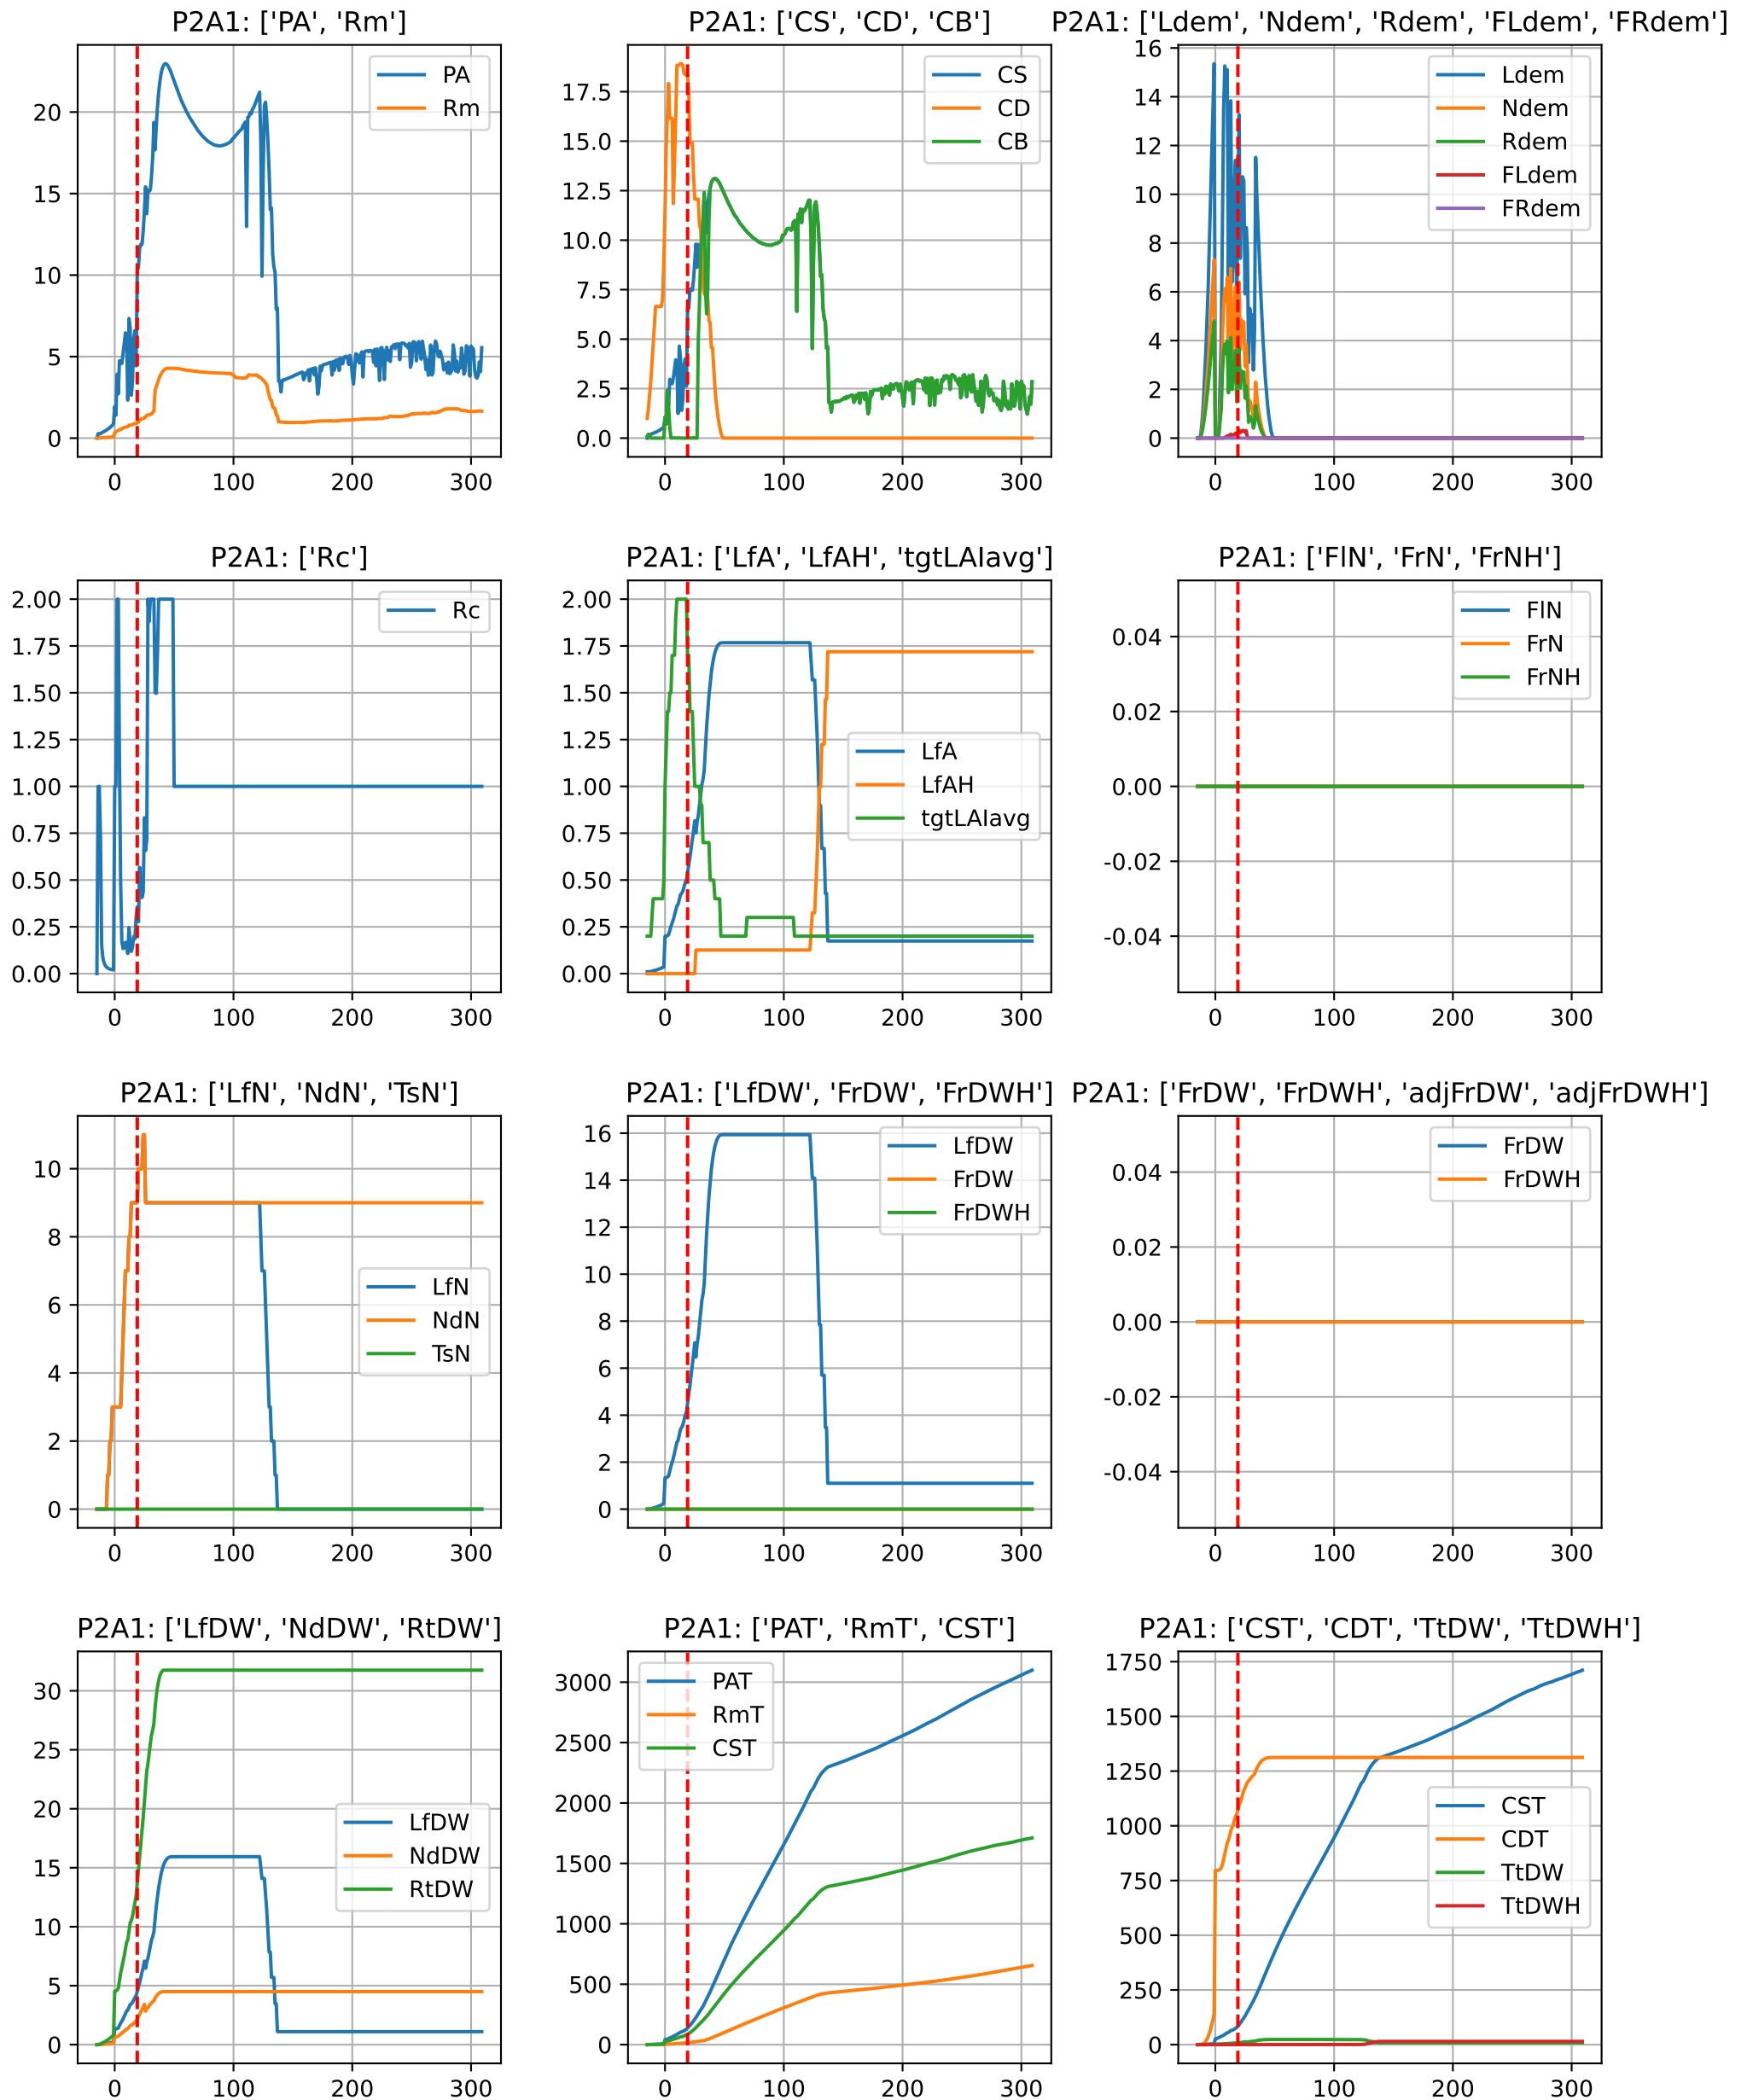 P2A1: ['PA', 'Rm']
20
15
10
5
0
0 100 200 300
PA
Rm
P2A1: ['CS', 'CD', 'CB']
17.5
15.0
12.5
10.0
7.5
5.0
2.5
0.0
0 100 200 300
CS
CD
CB
P2A1: ['Ldem', 'Ndem', 'Rdem', 'FLdem', 'FRdem']
16
14
12
10
8
6
4
2
0
0 100 200 300
Ldem
Ndem
Rdem
FLdem
FRdem
P2A1: ['Rc']
2.00
1.75
1.50
1.25
1.00
0.75
0.50
0.25
0.00
0 100 200 300
Rc
P2A1: ['LfA', 'LfAH', 'tgtLAIavg']
2.00
1.75
1.50
1.25
1.00
0.75
0.50
0.25
0.00
0 100 200 300
LfA
LfAH
tgtLAIavg
P2A1: ['FlN', 'FrN', 'FrNH']
0.04
0.02
0.00
-0.02
-0.04
0 100 200 300
FlN
FrN
FrNH
P2A1: ['LfN', 'NdN', 'TsN']
10
8
6
4
2
0
0 100 200 300
LfN
NdN
TsN
P2A1: ['LfDW', 'FrDW', 'FrDWH']
16
14
12
10
8
6
4
2
0
0 100 200 300
LfDW
FrDW
FrDWH
P2A1: ['FrDW', 'FrDWH', 'adjFrDW', 'adjFrDWH']
0.04
0.02
0.00
-0.02
-0.04
0 100 200 300
FrDW
FrDWH
P2A1: ['LfDW', 'NdDW', 'RtDW']
30
25
20
15
10
5
0
0 100 200 300
LfDW
NdDW
RtDW
P2A1: ['PAT', 'RmT', 'CST']
3000
2500
2000
1500
1000
500
0
0 100 200 300
PAT
RmT
CST
P2A1: ['CST', 'CDT', 'TtDW', 'TtDWH']
1750
1500
1250
1000
750
500
250
0
0 100 200 300
CST
CDT
TtDW
TtDWH